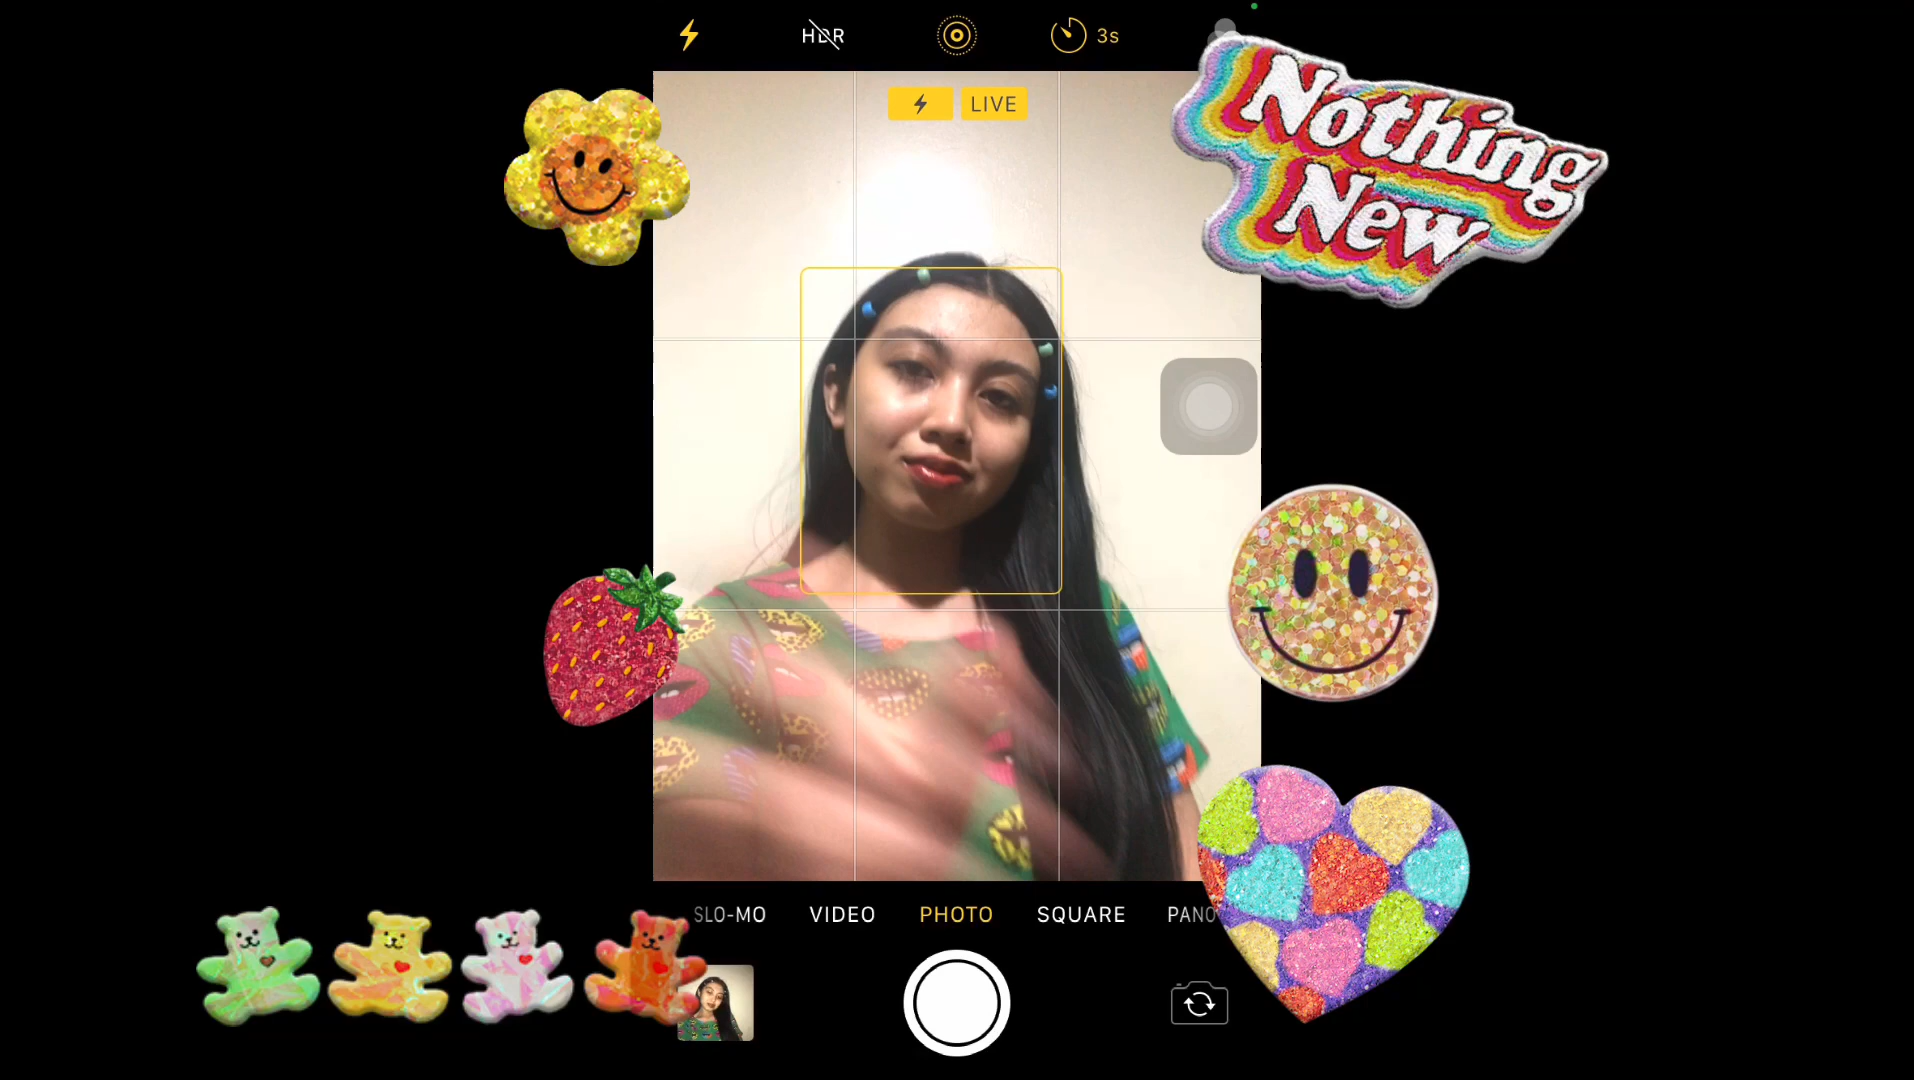 HDR
3s
LIVE
Nothing
New
SLO-MO
VIDEO
PHOTO
SQUARE
PANO